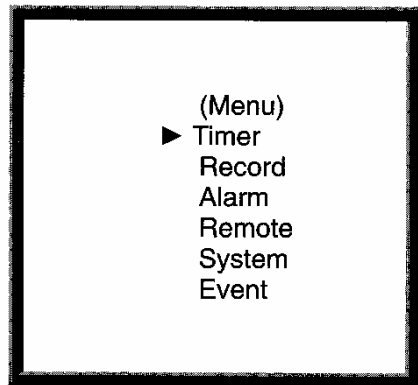 (Menu)
▶ Timer
Record
Alarm
Remote
System
Event